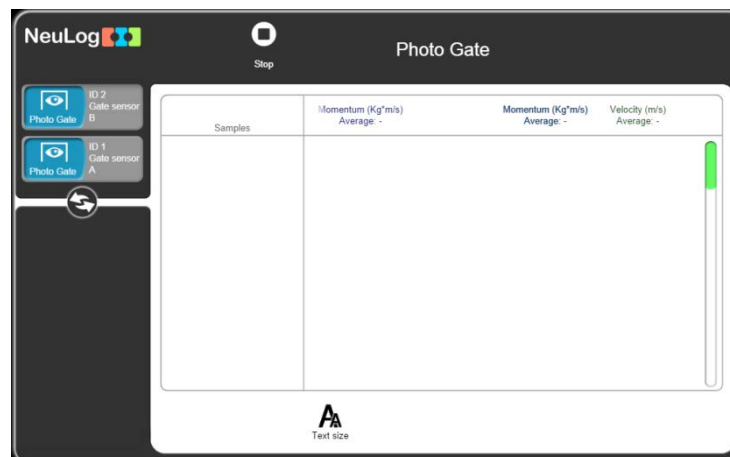 NeuLog
Stop
Photo Gate
ID 2
Gate sensor
B
Photo Gate
ID 1
Gate sensor
A
Photo Gate
Samples
Momentum (Kg*m/s)
Average: -
Momentum (Kg*m/s)
Average: -
Velocity (m/s)
Average: -
AA
Text size